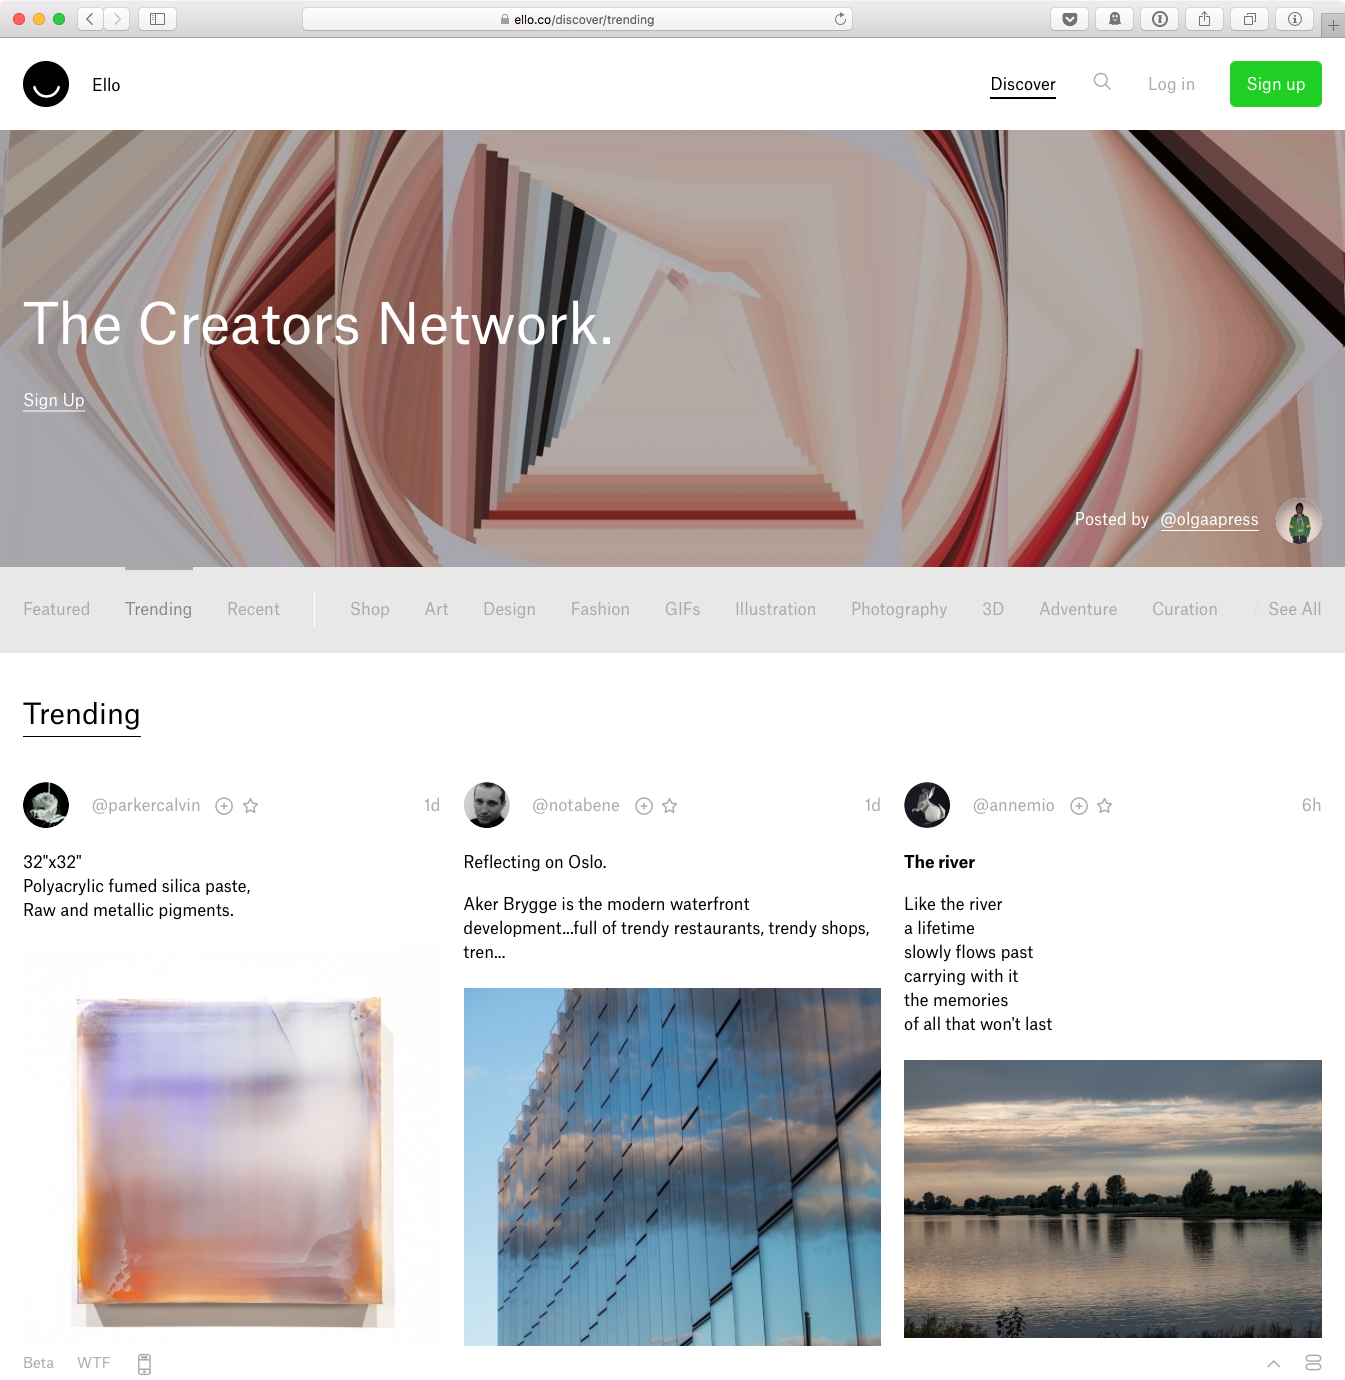 ello.co/discover/trending
Ello
Discover
Log in
Sign up
The Creators Network.
Sign Up
Posted by @olgaapress
Featured Trending Recent Shop Art Design Fashion GIFs Illustration Photography 3D Adventure Curation See All
Trending
@parkercalvin 1d
32"x32"
Polyacrylic fumed silica paste,
Raw and metallic pigments.
@notabene 1d
Reflecting on Oslo.
Aker Brygge is the modern waterfront
development...full of trendy restaurants, trendy shops,
tren...
@annemio 6h
The river
Like the river
a lifetime
slowly flows past
carrying with it
the memories
of all that won't last
Beta WTF